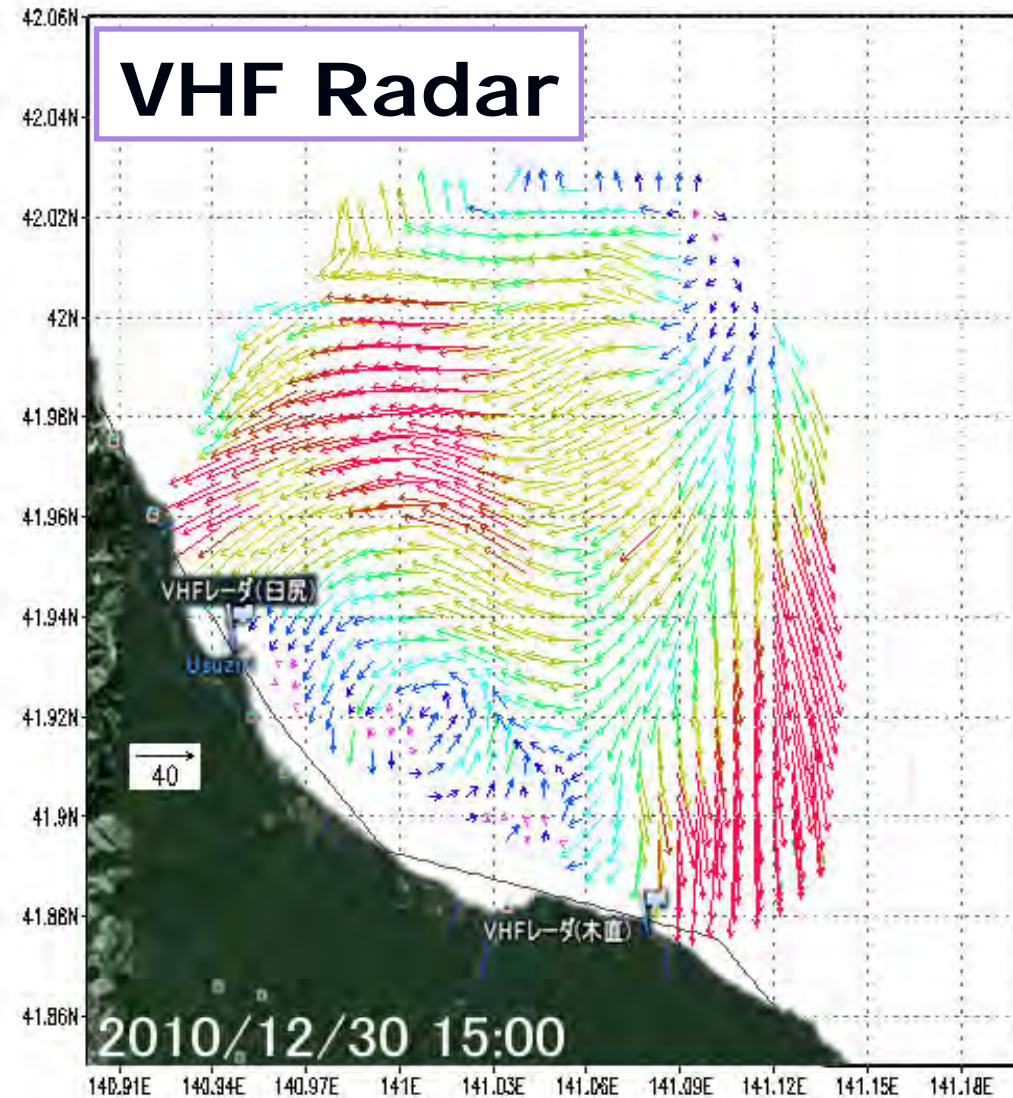 42.06N
VHF Radar
42.04N
42.02N
42N
41.98N
41.96N
VHFレーダ(臼尻)
41.94N
Usuzir
41.92N
40
41.9N
41.88N
VHFレーダ(木直)
41.86N
2010/12/30 15:00
140.91E 140.94E 140.97E 141E 141.03E 141.06E 141.09E 141.12E 141.15E 141.18E